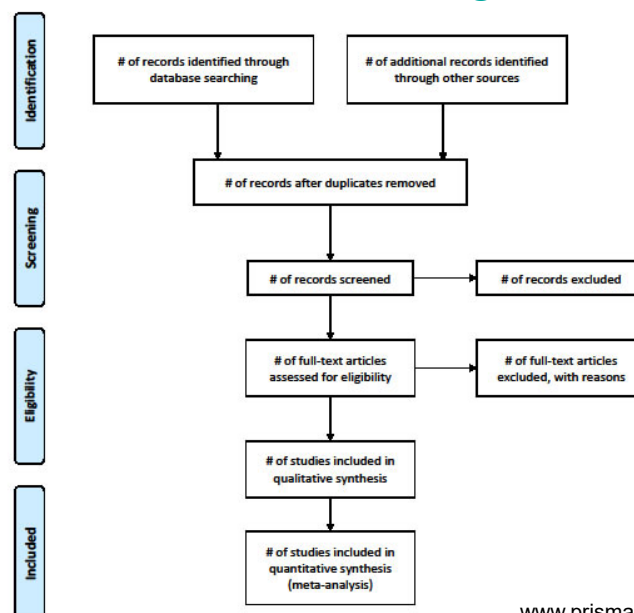 Identification
# of records identified through
database searching
# of additional records identified
through other sources
# of records after duplicates removed
Screening
# of records screened
# of records excluded
Eligibility
# of full-text articles
assessed for eligibility
# of full-text articles
excluded, with reasons
# of studies included in
qualitative synthesis
Included
# of studies included in
quantitative synthesis
(meta-analysis)
www.prisma